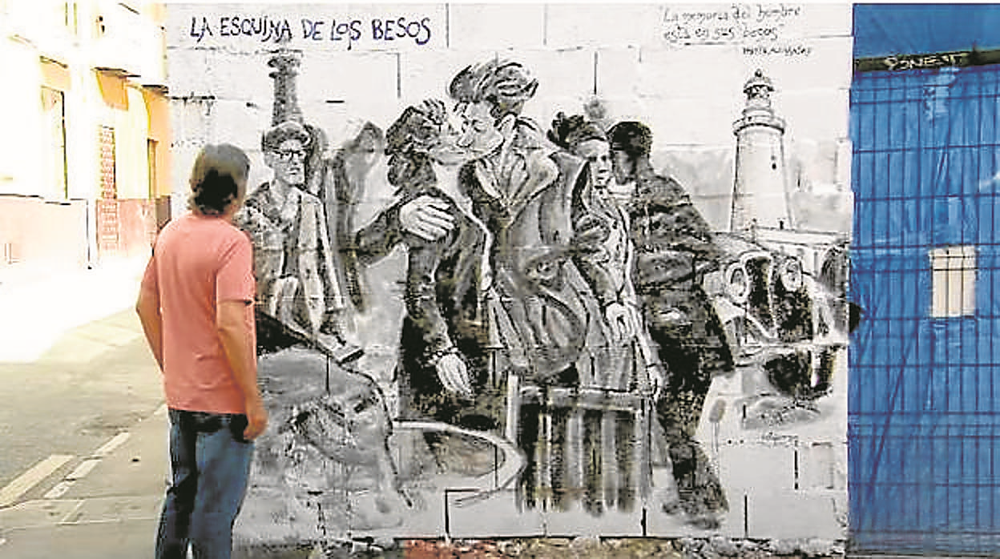 LA ESQUINA DE LOS BESOS
"La memoria del hombre
está en sus besos"